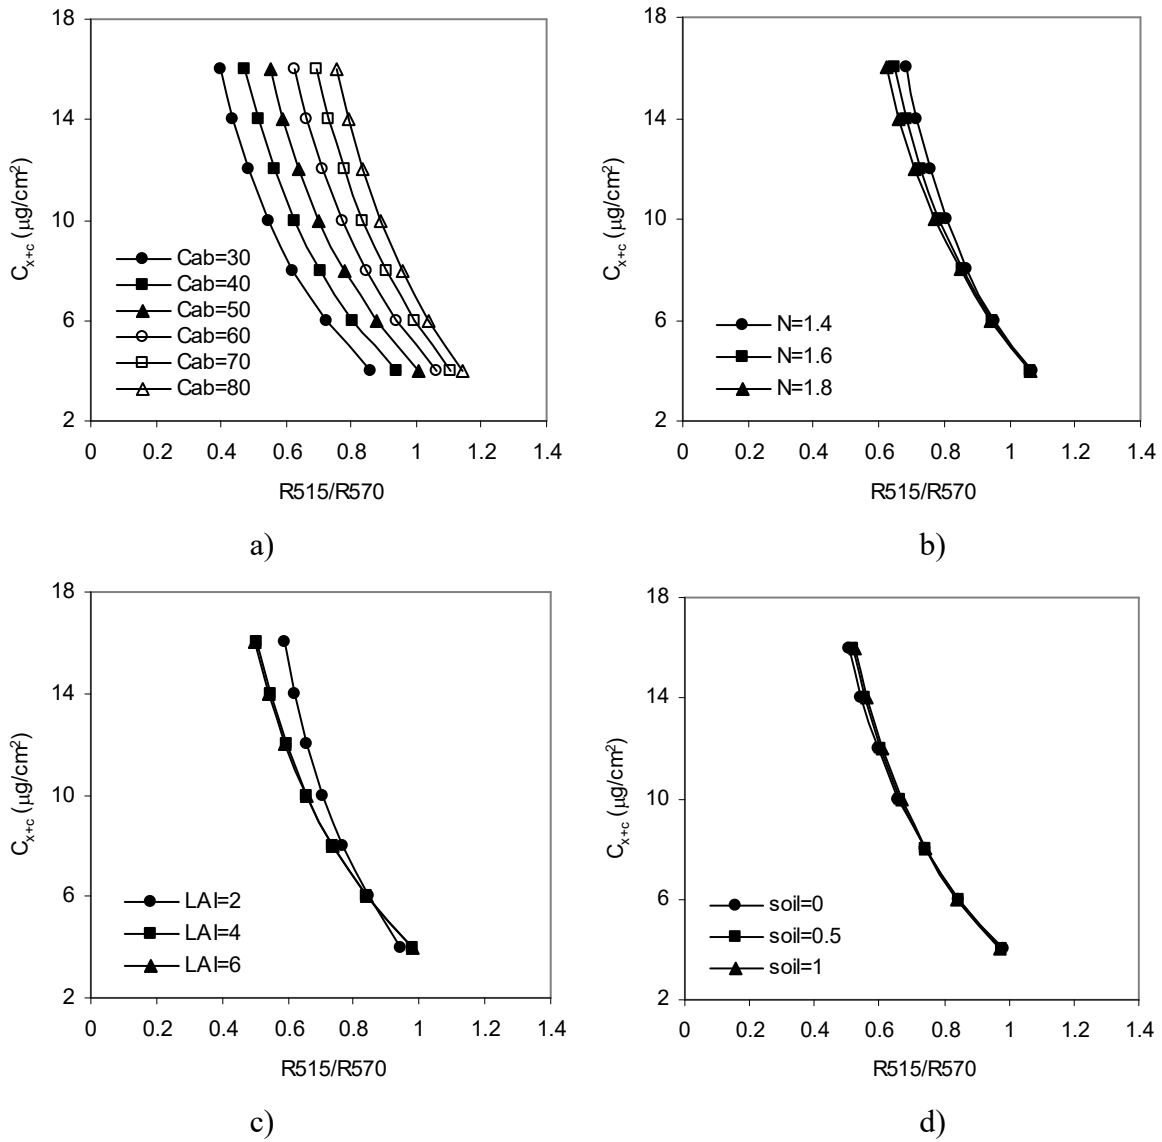 18
14
10
6
2
C x+c (µg/cm²)
Cab=30
Cab=40
Cab=50
Cab=60
Cab=70
Cab=80
0 0.2 0.4 0.6 0.8 1 1.2 1.4
R515/R570
a)
18
14
10
6
2
C x+c (µg/cm²)
N=1.4
N=1.6
N=1.8
0 0.2 0.4 0.6 0.8 1 1.2 1.4
R515/R570
b)
18
14
10
6
2
C x+c (µg/cm²)
LAI=2
LAI=4
LAI=6
0 0.2 0.4 0.6 0.8 1 1.2 1.4
R515/R570
c)
18
14
10
6
2
C x+c (µg/cm²)
soil=0
soil=0.5
soil=1
0 0.2 0.4 0.6 0.8 1 1.2 1.4
R515/R570
d)